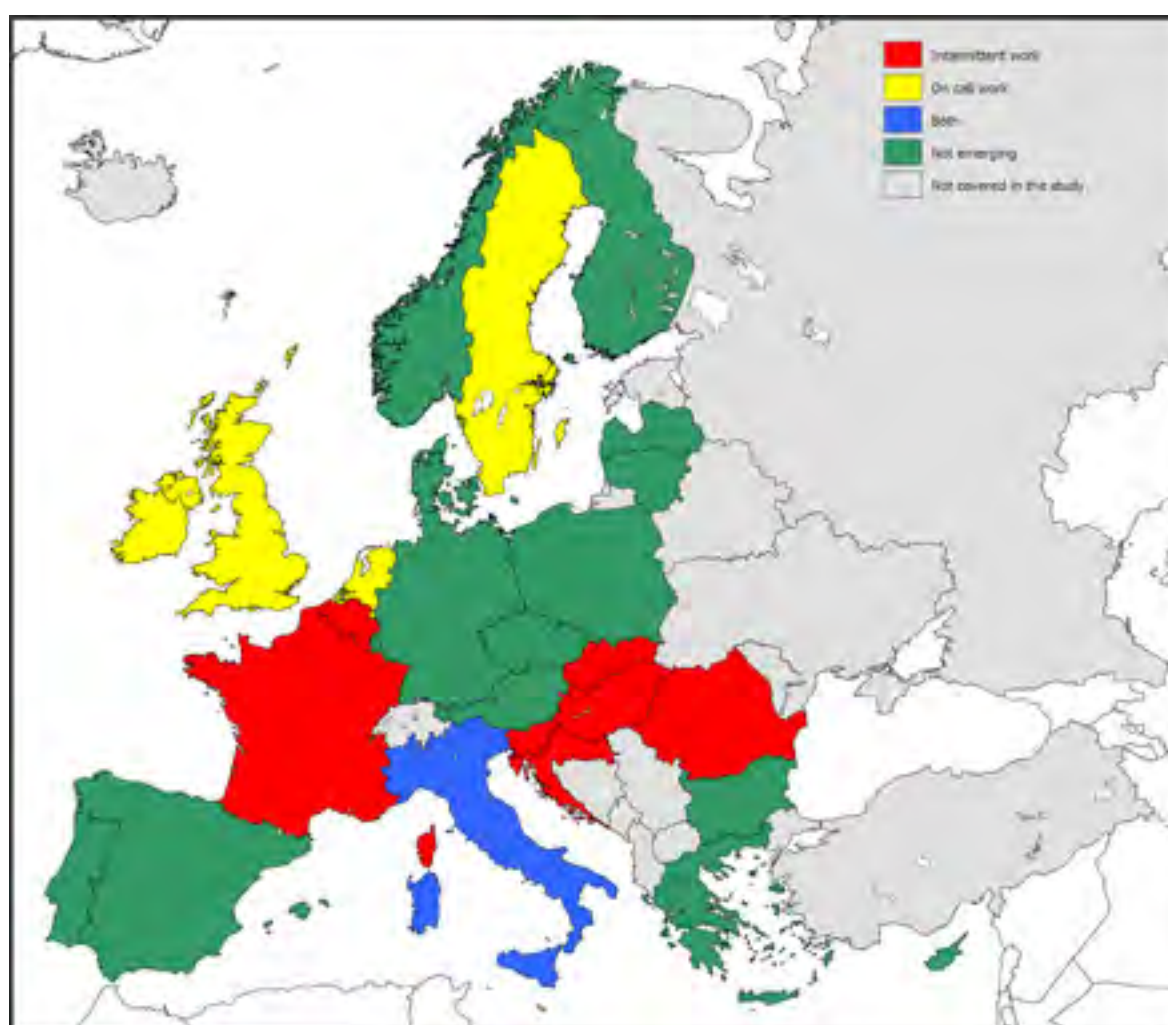 Intermittent work
On call work
Both
Not emerging
Not covered in the study